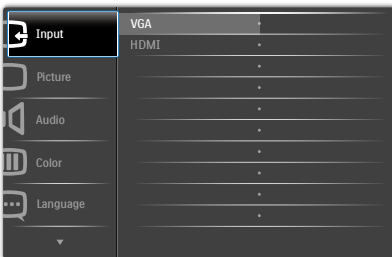 Input
VGA
HDMI
Picture
Audio
Color
Language